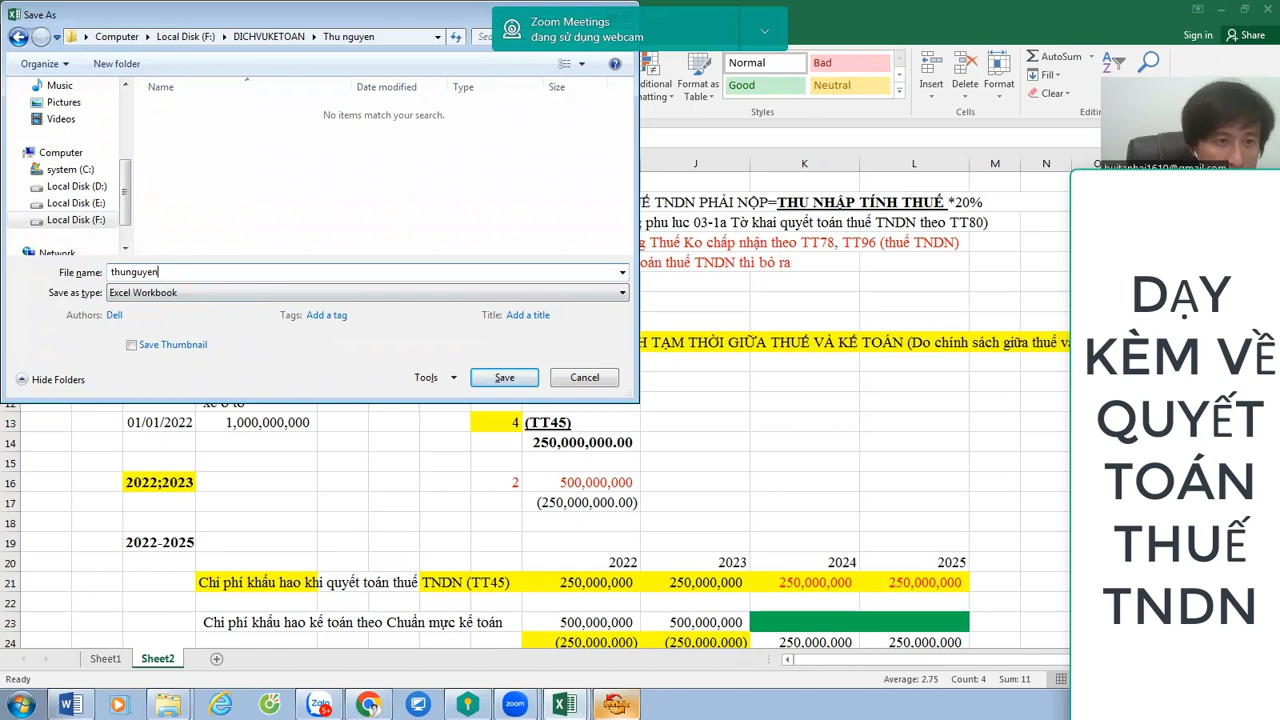 Save As
Zoom Meetings
đang sử dụng webcam
Computer
Local Disk (F:)
DICHVUKETOAN
Thu nguyen
Sea
Sign in
Share
Organize
New folder
Music
Pictures
Videos
Computer
system (C:)
Local Disk (D:)
Local Disk (E:)
Local Disk (F:)
Network
Name
Date modified
Type
Size
No items match your search.
File name:
thunguyen
Save as type:
Excel Workbook
Authors:
Dell
Tags:
Add a tag
Title:
Add a title
Save Thumbnail
Hide Folders
Tools
Save
Cancel
ditional
matting
Format as
Table
Normal
Bad
Good
Neutral
Styles
Insert
Delete
Format
Cells
AutoSum
Fill
Clear
Editin
buitanhai1610@gmail.com
J K L M N
TNDN PHẢI NỘP=THU NHẬP TÍNH THUẾ *20%
phu luc 03-1a Tờ khai quyết toán thuế TNDN theo TT80)
Thuế Ko chấp nhận theo TT78, TT96 (thuế TNDN)
oán thuế TNDN thì bỏ ra
H TẠM THỜI GIỮA THUẾ VÀ KẾ TOÁN (Do chính sách giữa thuế và
12
13 01/01/2022 1,000,000,000 4 (TT45)
14 250,000,000.00
15
16 2022;2023 2 500,000,000
17 (250,000,000.00)
18
19 2022-2025
20 2022 2023 2024 2025
21 Chi phí khấu hao khi quyết toán thuế TNDN (TT45) 250,000,000 250,000,000 250,000,000 250,000,000
22
23 Chi phí khấu hao kế toán theo Chuẩn mực kế toán 500,000,000 500,000,000
24 (250,000,000) (250,000,000) 250,000,000 250,000,000
Sheet1
Sheet2
Ready
Average: 2.75 Count: 4 Sum: 11
zoom
DẠY
KÈM VỀ
QUYẾT
TOÁN
THUẾ
TNDN